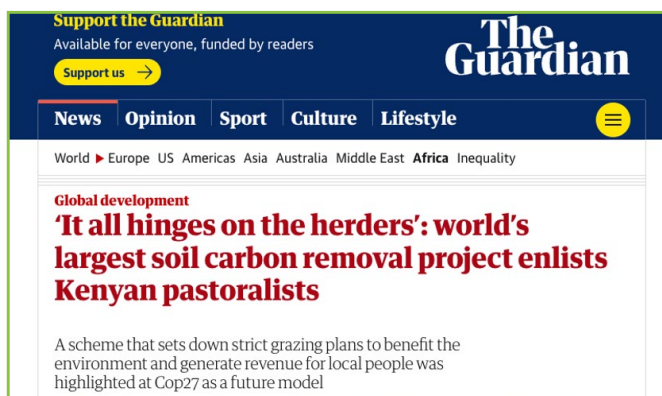 Support the Guardian
Available for everyone, funded by readers
Support us
The
Guardian
News Opinion Sport Culture Lifestyle
World Europe US Americas Asia Australia Middle East Africa Inequality
Global development
‘It all hinges on the herders’: world’s
largest soil carbon removal project enlists
Kenyan pastoralists
A scheme that sets down strict grazing plans to benefit the
environment and generate revenue for local people was
highlighted at Cop27 as a future model